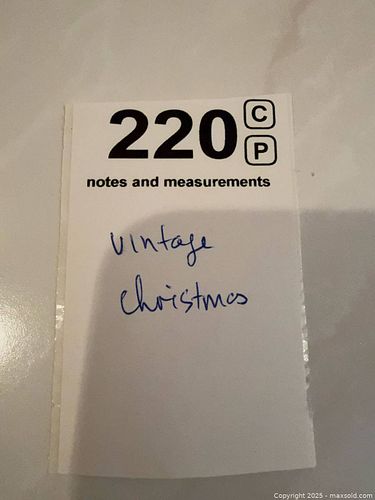 220 C
P
notes and measurements
vintage
christmas
Copyright © 2025 - maxsold.com